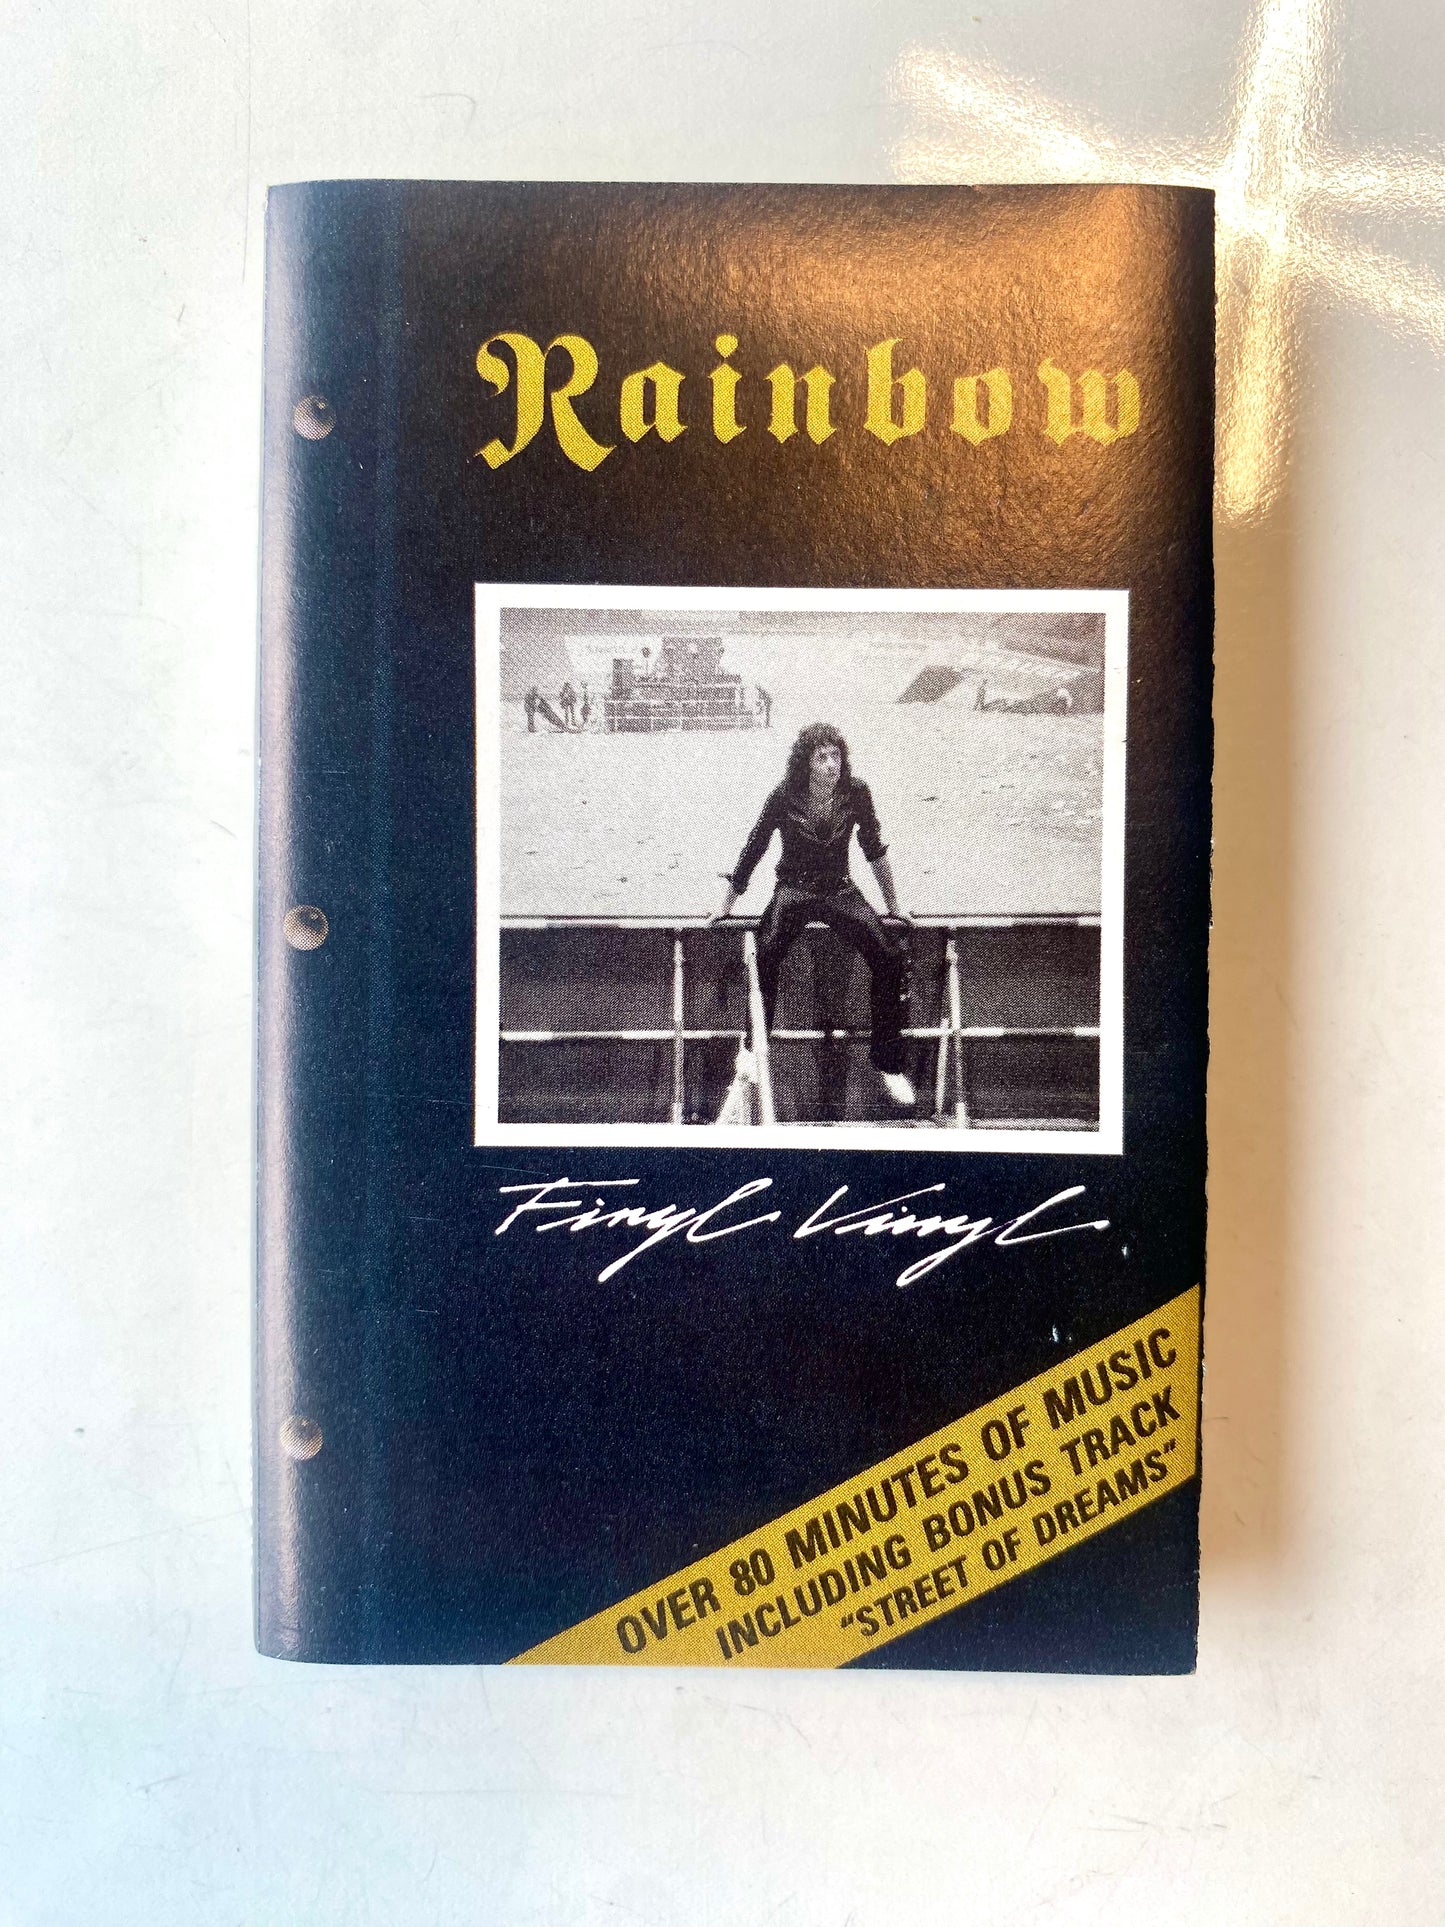 Rainbow
Finyl Vinyl
OVER 80 MINUTES OF MUSIC
INCLUDING BONUS TRACK
“STREET OF DREAMS”